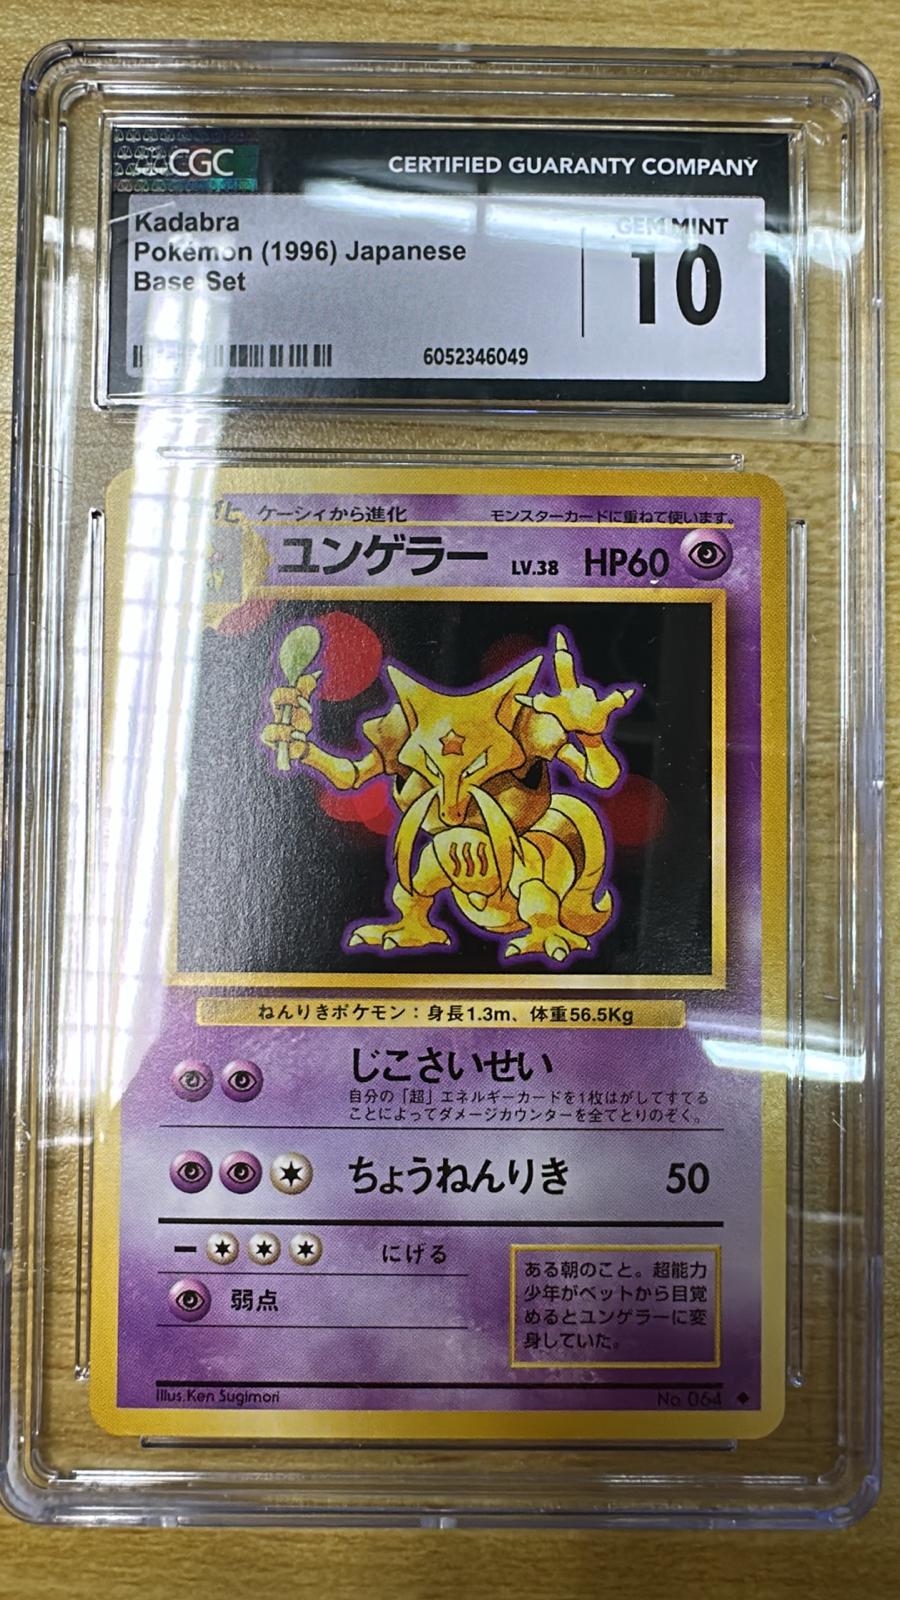 CGC
CERTIFIED GUARANTY COMPANY
Kadabra
Pokémon (1996) Japanese
Base Set
GEM MINT
10
6052346049
化 ケーシィから進化 モンスターカードに重ねて使います。
ユンゲラー LV.38 HP60
ねんりきポケモン：身長1.3m、体重56.5Kg
じこさいせい
自分の「超」エネルギーカードを1枚はがしてすてる
ことによってダメージカウンターを全てとりのぞく。
ちょうねんりき 50
にげる
弱点
ある朝のこと。超能力
少年がベットから目覚
めるとユンゲラーに変
身していた。
Illus. Ken Sugimori No. 064